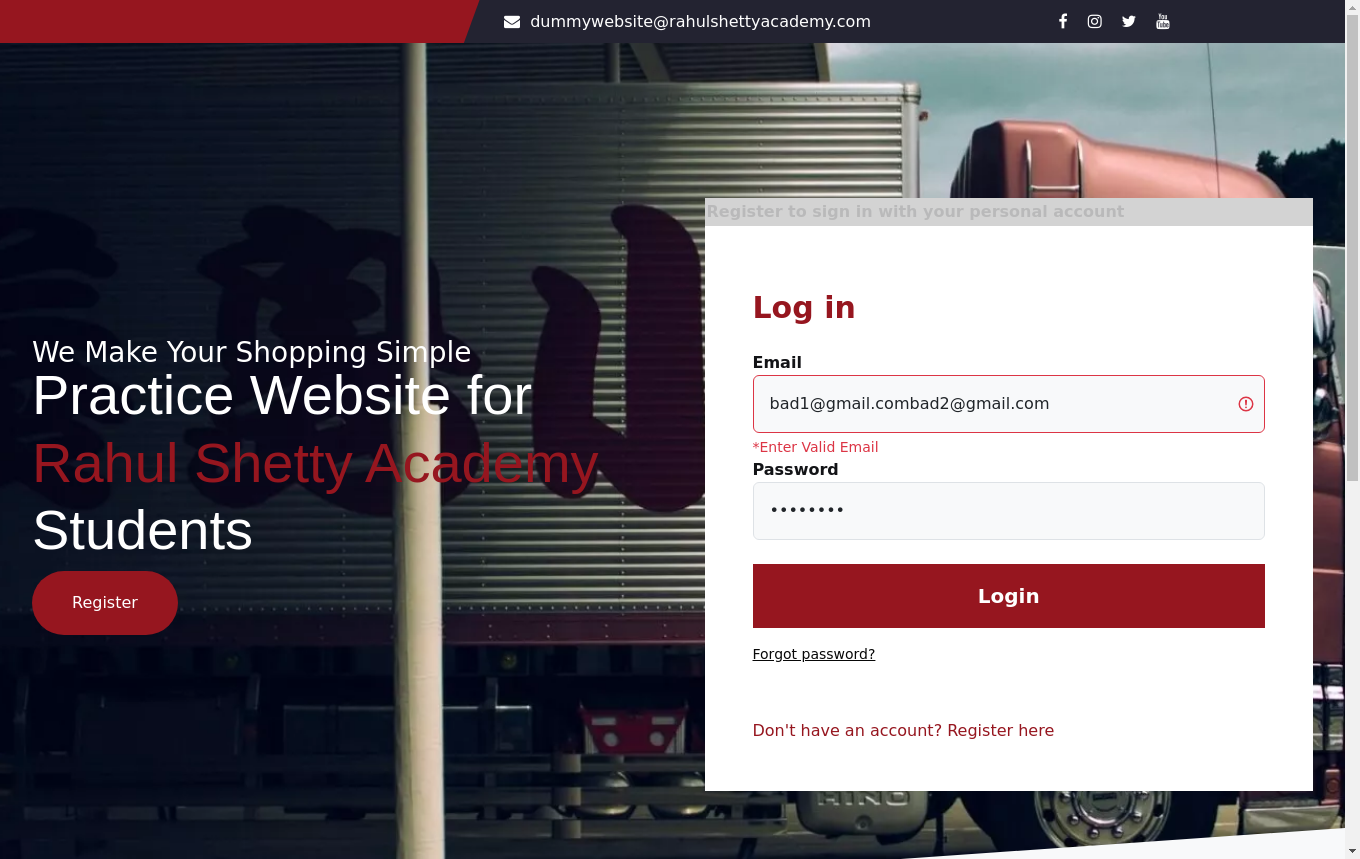 dummywebsite@rahulshettyacademy.com
We Make Your Shopping Simple
Practice Website for
Rahul Shetty Academy
Students
Register
Register to sign in with your personal account
Log in
Email
bad1@gmail.combad2@gmail.com
*Enter Valid Email
Password
••••••••
Login
Forgot password?
Don't have an account? Register here
HINO